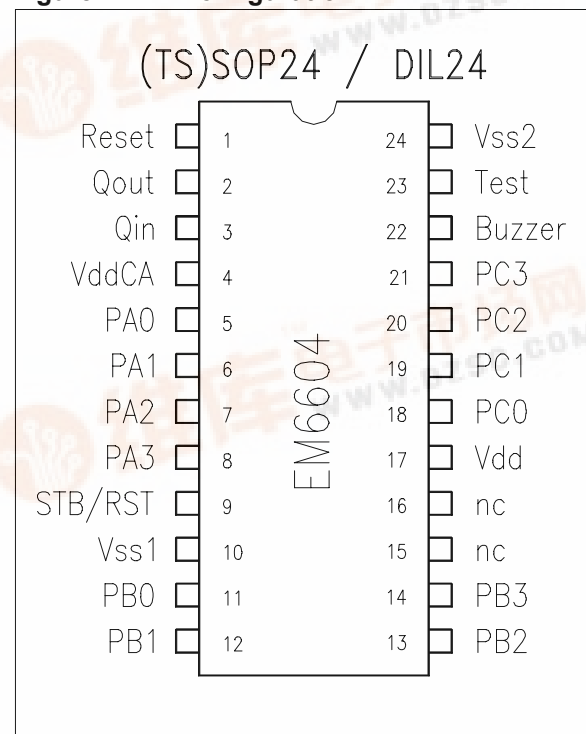 (TS)SOP24 / DIL24
Reset 1 24 Vss2
Qout 2 23 Test
Qin 3 22 Buzzer
VddCA 4 21 PC3
PA0 5 20 PC2
PA1 6 19 PC1
PA2 7 18 PC0
PA3 8 17 Vdd
STB/RST 9 16 nc
Vss1 10 15 nc
PB0 11 14 PB3
PB1 12 13 PB2
EM6604